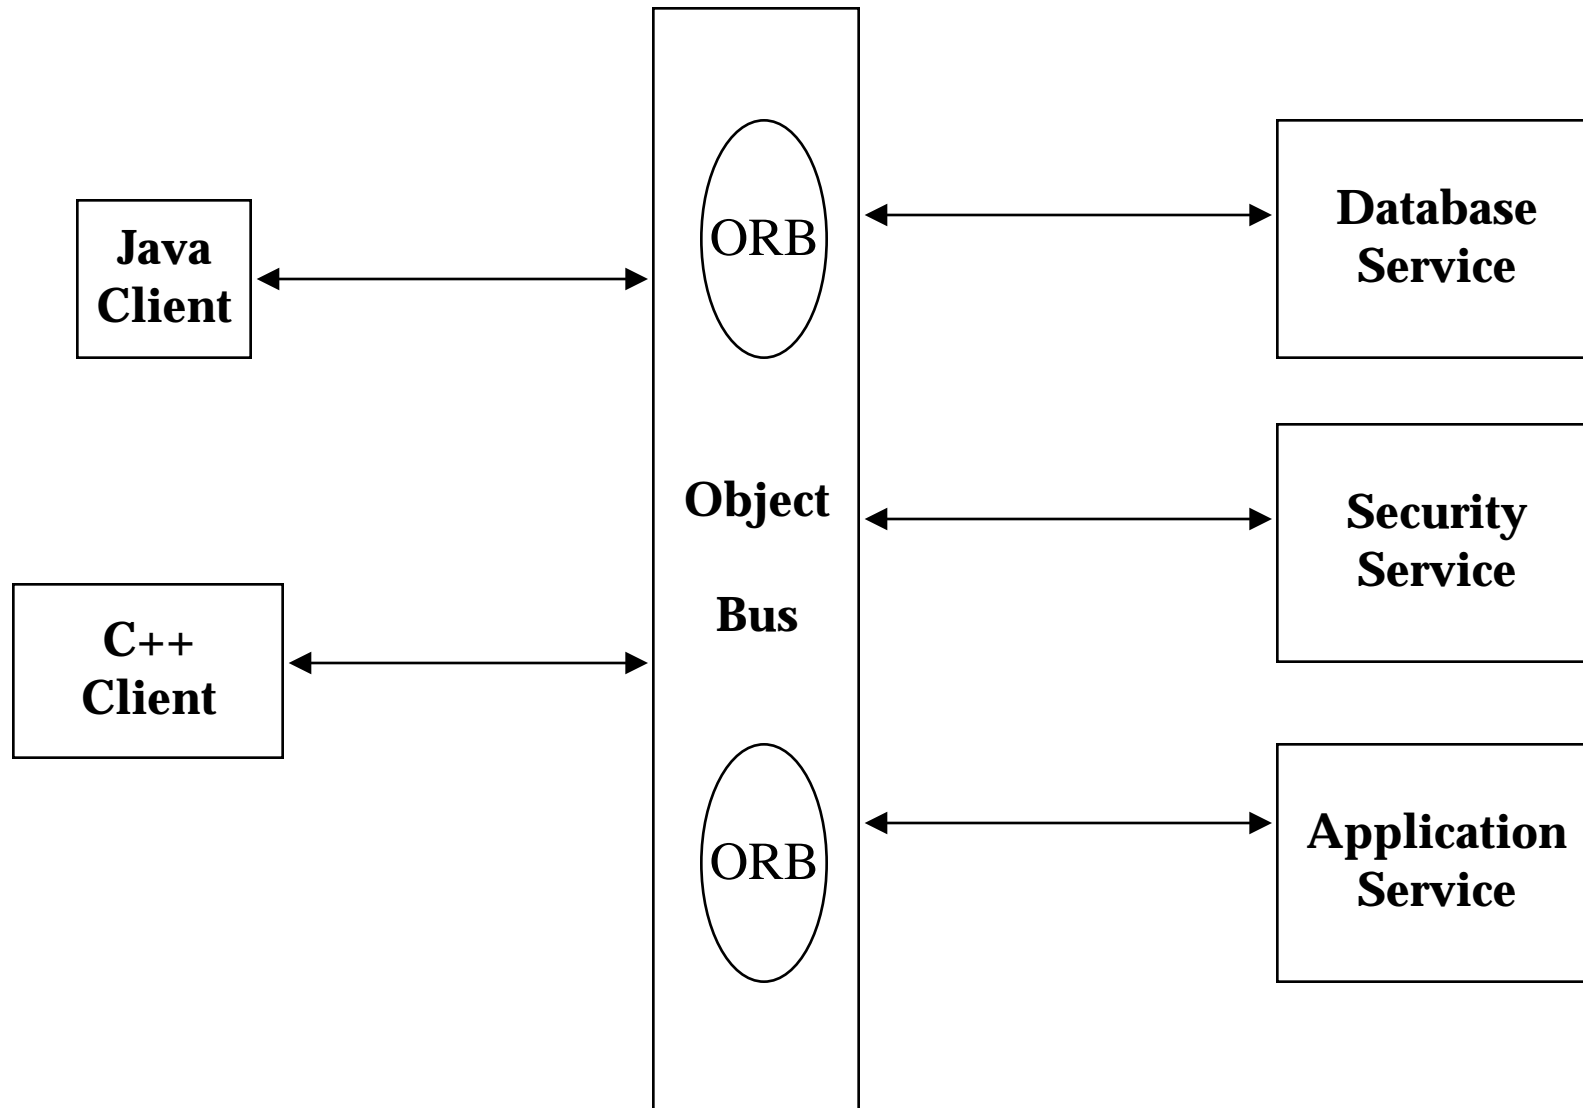 Java
Client
C++
Client
ORB
Object
Bus
ORB
Database
Service
Security
Service
Application
Service